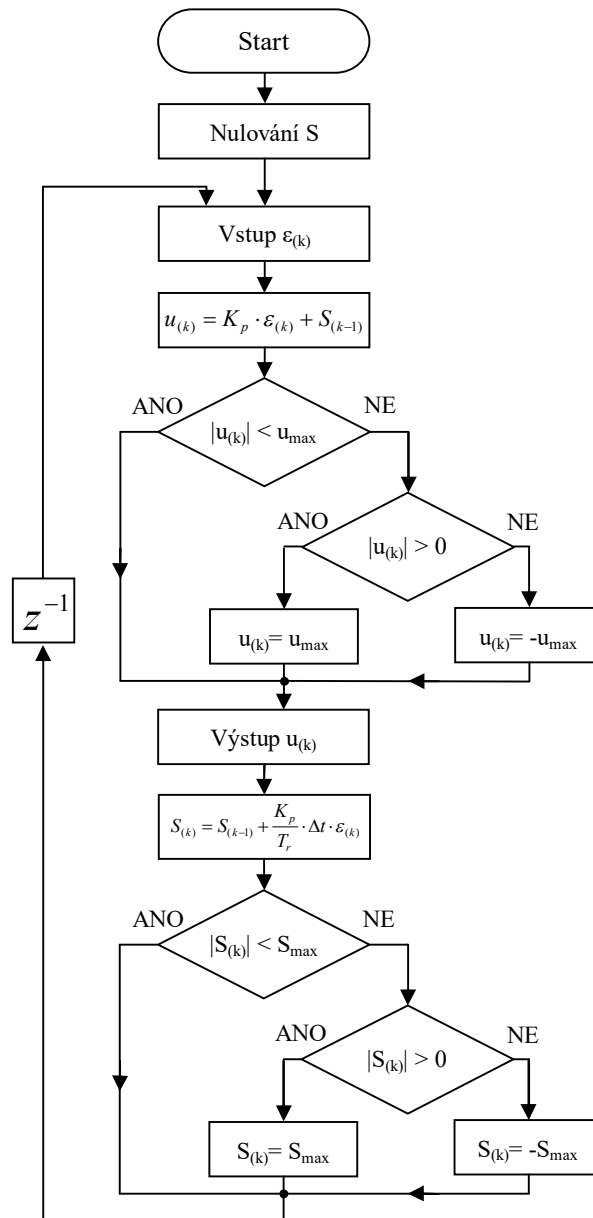 Start
Nulování S
Vstup ε(k)
u(k) = Kp · ε(k) + S(k−1)
ANO
NE
|u(k)| < umax
ANO
NE
|u(k)| > 0
z−1
u(k)= umax
u(k)= -umax
Výstup u(k)
S(k) = S(k−1) + Kp/Tr · Δt · ε(k)
ANO
NE
|S(k)| < Smax
ANO
NE
|S(k)| > 0
S(k)= Smax
S(k)= -Smax